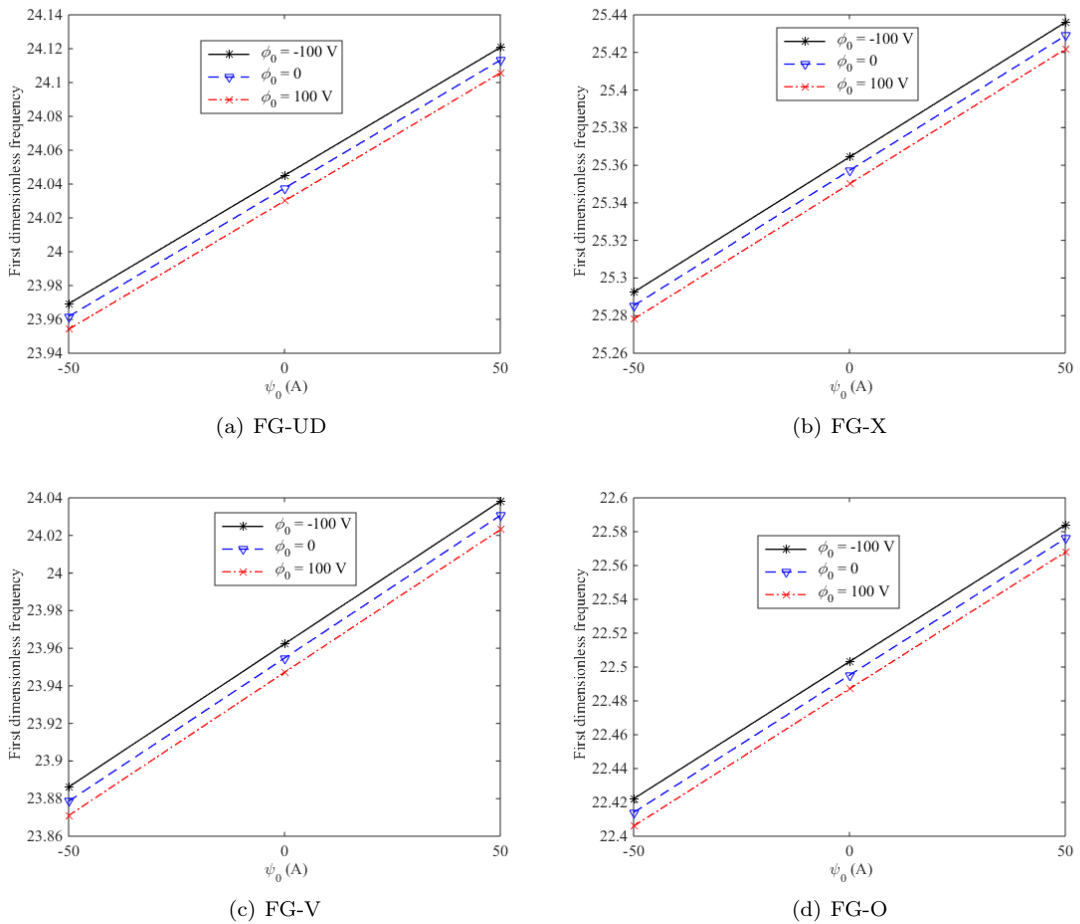 24.14
24.12
24.1
24.08
24.06
24.04
24.02
24
23.98
23.96
23.94
First dimensionless frequency
ϕ₀ = -100 V
ϕ₀ = 0
ϕ₀ = 100 V
-50 0 50
ψ₀ (A)
(a) FG-UD
25.44
25.42
25.4
25.38
25.36
25.34
25.32
25.3
25.28
25.26
First dimensionless frequency
ϕ₀ = -100 V
ϕ₀ = 0
ϕ₀ = 100 V
-50 0 50
ψ₀ (A)
(b) FG-X
24.04
24.02
24
23.98
23.96
23.94
23.92
23.9
23.88
23.86
First dimensionless frequency
ϕ₀ = -100 V
ϕ₀ = 0
ϕ₀ = 100 V
-50 0 50
ψ₀ (A)
(c) FG-V
22.6
22.58
22.56
22.54
22.52
22.5
22.48
22.46
22.44
22.42
22.4
First dimensionless frequency
ϕ₀ = -100 V
ϕ₀ = 0
ϕ₀ = 100 V
-50 0 50
ψ₀ (A)
(d) FG-O